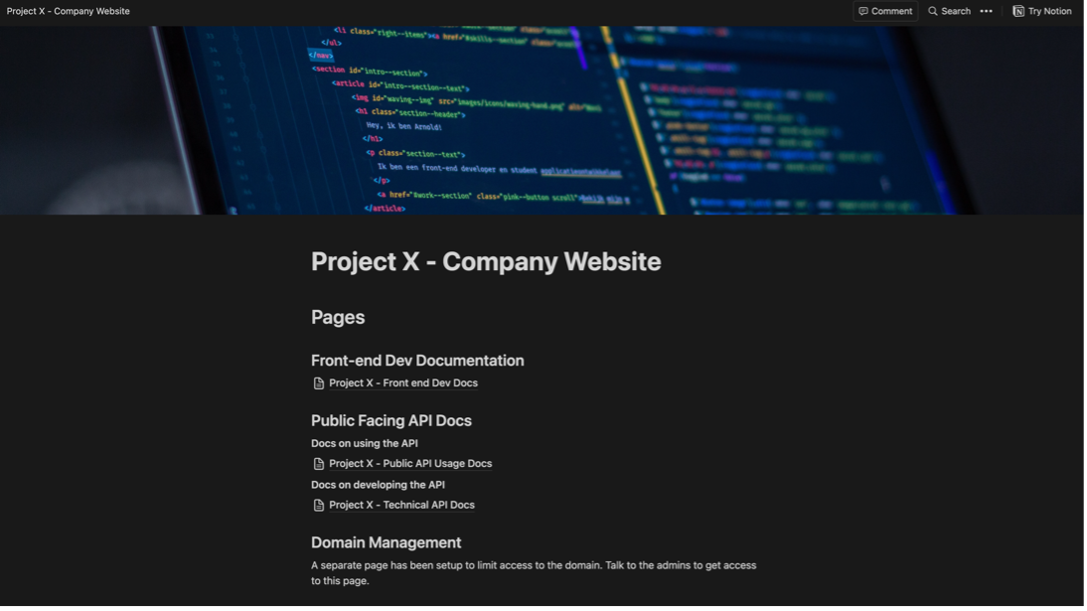 Project X - Company Website
Comment
Search
Try Notion
<li class="right--items"><a href="#skills--section" class=
</ul>
</nav>
<section id="intro--section">
<article id="intro--section--text">
<img id="waving--img" src="images/icons/waving-hand.png" alt=
<h1 class="section--header">
Hey, ik ben Arnold!
</h1>
<p class="section--text">
Ik ben een front-end developer en student
</p>
<a href="#work--section" class="pink--button scroll">
</article>
Project X - Company Website
Pages
Front-end Dev Documentation
Project X - Front end Dev Docs
Public Facing API Docs
Docs on using the API
Project X - Public API Usage Docs
Docs on developing the API
Project X - Technical API Docs
Domain Management
A separate page has been setup to limit access to the domain. Talk to the admins to get access
to this page.